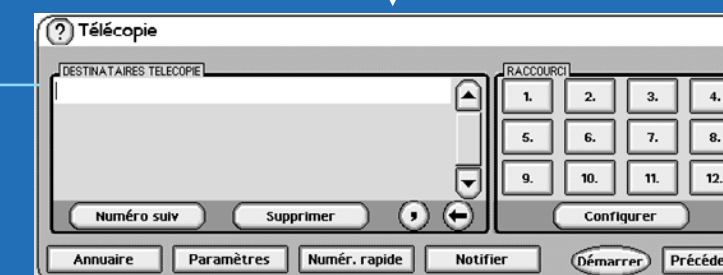 ? Télécopie
DESTINATAIRES TELECOPIE
RACCOURCI
1. 2. 3. 4.
5. 6. 7. 8.
9. 10. 11. 12.
Numéro suiv Supprimer , Configurer
Annuaire Paramètres Numér. rapide Notifier Démarrer Précéde